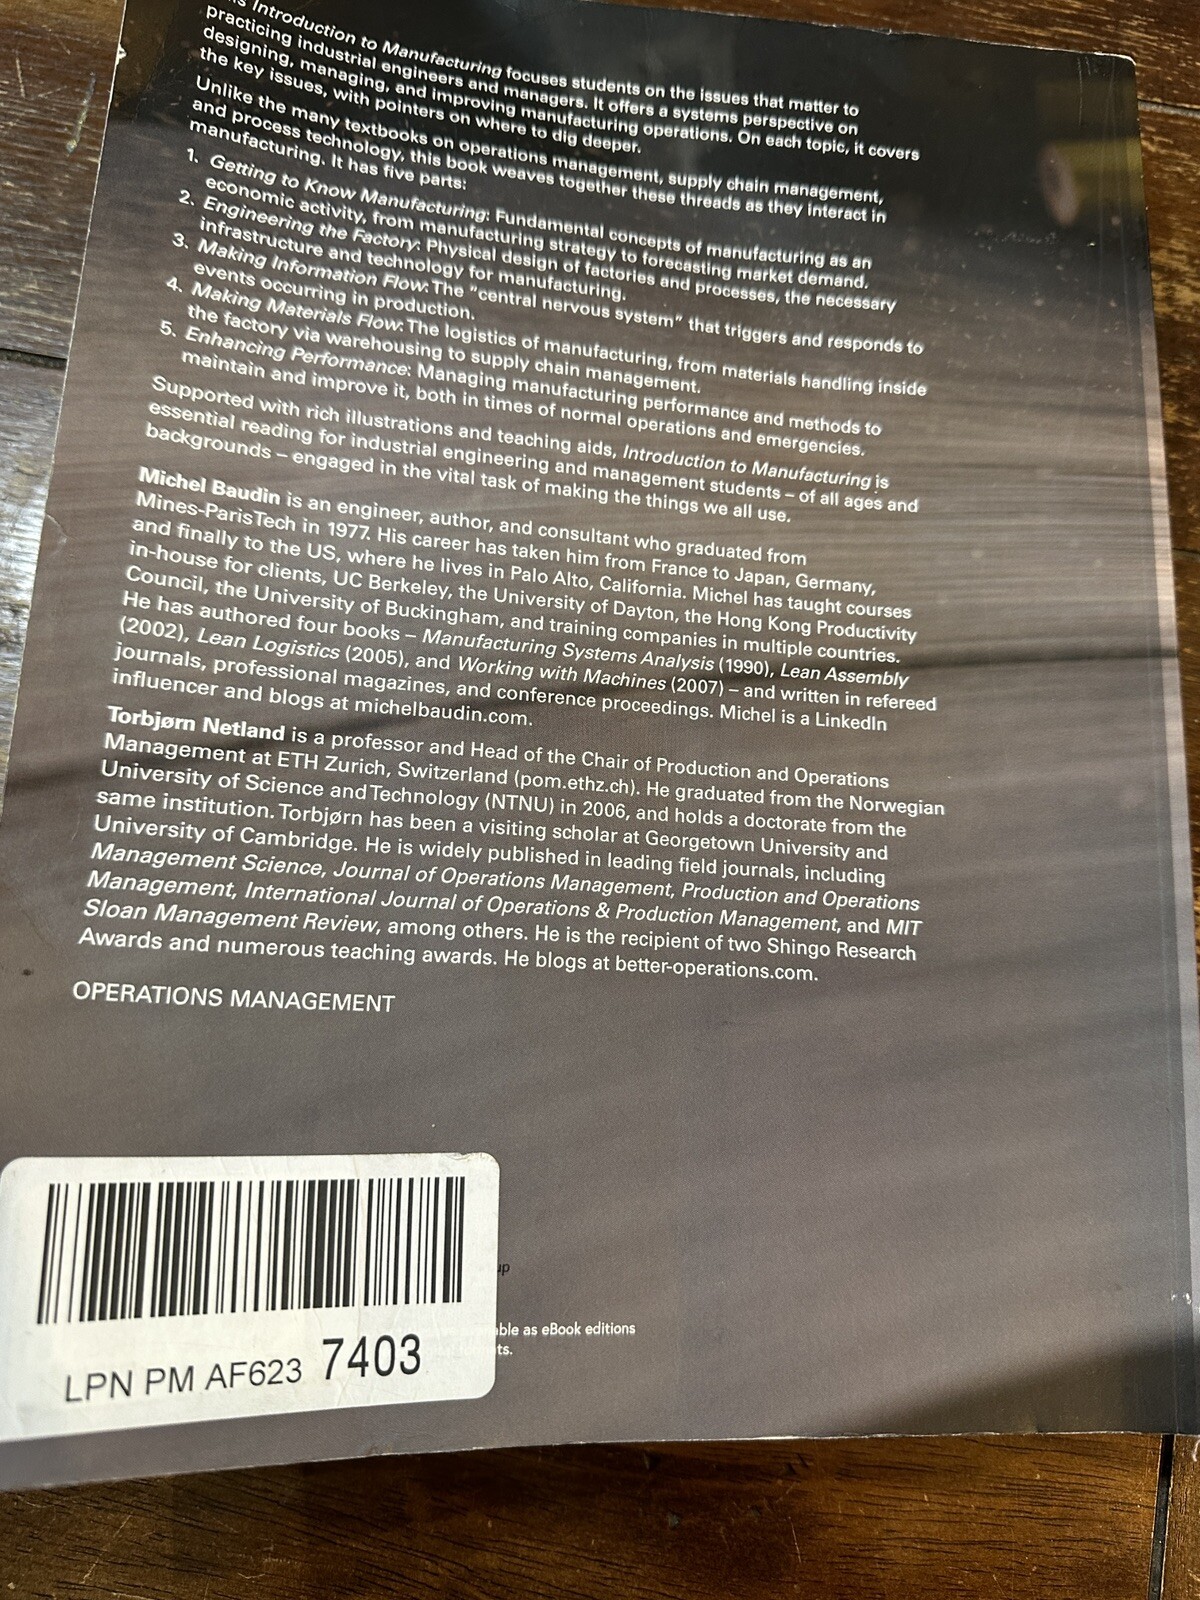 Introduction to Manufacturing focuses students on the issues that matter to
practicing industrial engineers and managers. It offers a systems perspective on
designing, managing, and improving manufacturing operations. On each topic, it covers
the key issues, with pointers on where to dig deeper.
Unlike the many textbooks on operations management, supply chain management,
and process technology, this book weaves together these threads as they interact in
manufacturing. It has five parts:
1. Getting to Know Manufacturing: Fundamental concepts of manufacturing as an
economic activity, from manufacturing strategy to forecasting market demand.
2. Engineering the Factory: Physical design of factories and processes, the necessary
infrastructure and technology for manufacturing.
3. Making Information Flow: The "central nervous system" that triggers and responds to
events occurring in production.
4. Making Materials Flow: The logistics of manufacturing, from materials handling inside
the factory via warehousing to supply chain management.
5. Enhancing Performance: Managing manufacturing performance and methods to
maintain and improve it, both in times of normal operations and emergencies.
Supported with rich illustrations and teaching aids, Introduction to Manufacturing is
essential reading for industrial engineering and management students – of all ages and
backgrounds – engaged in the vital task of making the things we all use.
Michel Baudin is an engineer, author, and consultant who graduated from
Mines-ParisTech in 1977. His career has taken him from France to Japan, Germany,
and finally to the US, where he lives in Palo Alto, California. Michel has taught courses
in-house for clients, UC Berkeley, the University of Dayton, the Hong Kong Productivity
Council, the University of Buckingham, and training companies in multiple countries.
He has authored four books – Manufacturing Systems Analysis (1990), Lean Assembly
(2002), Lean Logistics (2005), and Working with Machines (2007) – and written in refereed
journals, professional magazines, and conference proceedings. Michel is a LinkedIn
influencer and blogs at michelbaudin.com.
Torbjørn Netland is a professor and Head of the Chair of Production and Operations
Management at ETH Zurich, Switzerland (pom.ethz.ch). He graduated from the Norwegian
University of Science and Technology (NTNU) in 2006, and holds a doctorate from the
same institution. Torbjørn has been a visiting scholar at Georgetown University and
University of Cambridge. He is widely published in leading field journals, including
Management Science, Journal of Operations Management, Production and Operations
Management, International Journal of Operations & Production Management, and MIT
Sloan Management Review, among others. He is the recipient of two Shingo Research
Awards and numerous teaching awards. He blogs at better-operations.com.
OPERATIONS MANAGEMENT
as eBook editions
LPN PM AF623 7403